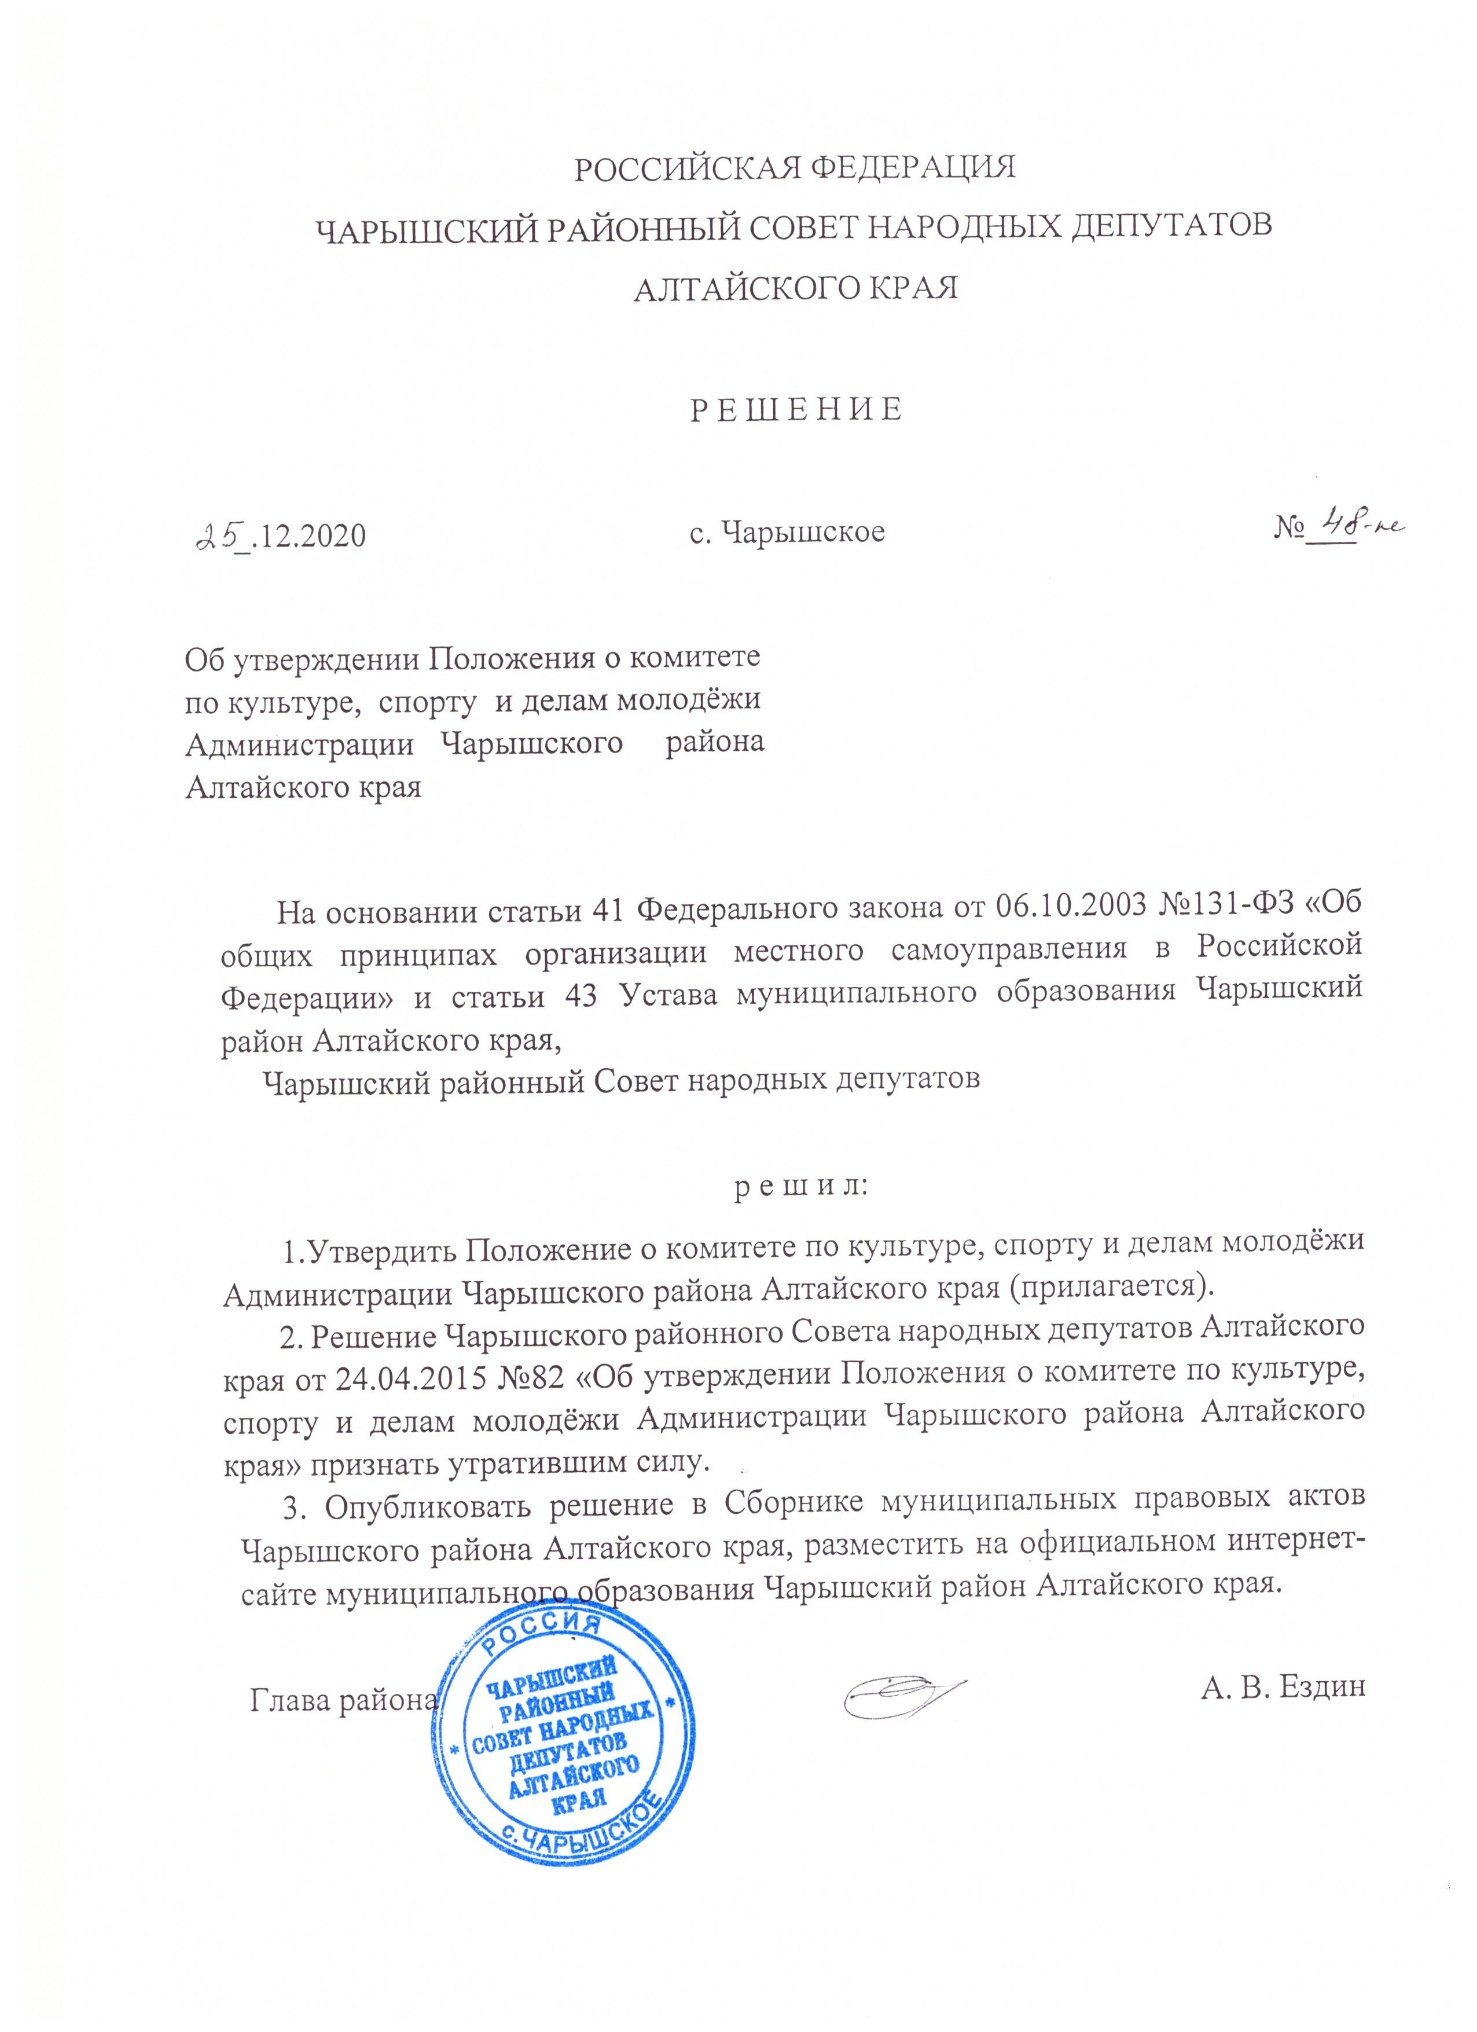 РОССИЙСКАЯ ФЕДЕРАЦИЯ
ЧАРЫШСКИЙ РАЙОННЫЙ СОВЕТ НАРОДНЫХ ДЕПУТАТОВ
АЛТАЙСКОГО КРАЯ
Р Е Ш Е Н И Е
25_.12.2020 с. Чарышское № 48-
Об утверждении Положения о комитете
по культуре, спорту и делам молодёжи
Администрации Чарышского района
Алтайского края
На основании статьи 41 Федерального закона от 06.10.2003 №131-ФЗ «Об
общих принципах организации местного самоуправления в Российской
Федерации» и статьи 43 Устава муниципального образования Чарышский
район Алтайского края,
Чарышский районный Совет народных депутатов
р е ш и л:
1.Утвердить Положение о комитете по культуре, спорту и делам молодёжи
Администрации Чарышского района Алтайского края (прилагается).
2. Решение Чарышского районного Совета народных депутатов Алтайского
края от 24.04.2015 №82 «Об утверждении Положения о комитете по культуре,
спорту и делам молодёжи Администрации Чарышского района Алтайского
края» признать утратившим силу.
3. Опубликовать решение в Сборнике муниципальных правовых актов
Чарышского района Алтайского края, разместить на официальном интернет-
сайте муниципального образования Чарышский район Алтайского края.
Глава района А. В. Ездин
* РОССИЯ *
ЧАРЫШСКИЙ
РАЙОННЫЙ
СОВЕТ НАРОДНЫХ
ДЕПУТАТОВ
АЛТАЙСКОГО
КРАЯ
с.ЧАРЫШСКОЕ